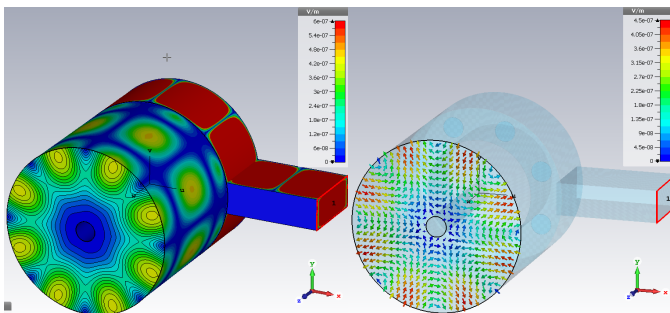 V/m
6e-07
5.4e-07
4.8e-07
4.2e-07
3.6e-07
3e-07
2.4e-07
1.8e-07
1.2e-07
6e-08
0
y
x
z
V/m
4.5e-07
4.05e-07
3.6e-07
3.15e-07
2.7e-07
2.25e-07
1.8e-07
1.35e-07
9e-08
4.5e-08
0
1
y
x
z